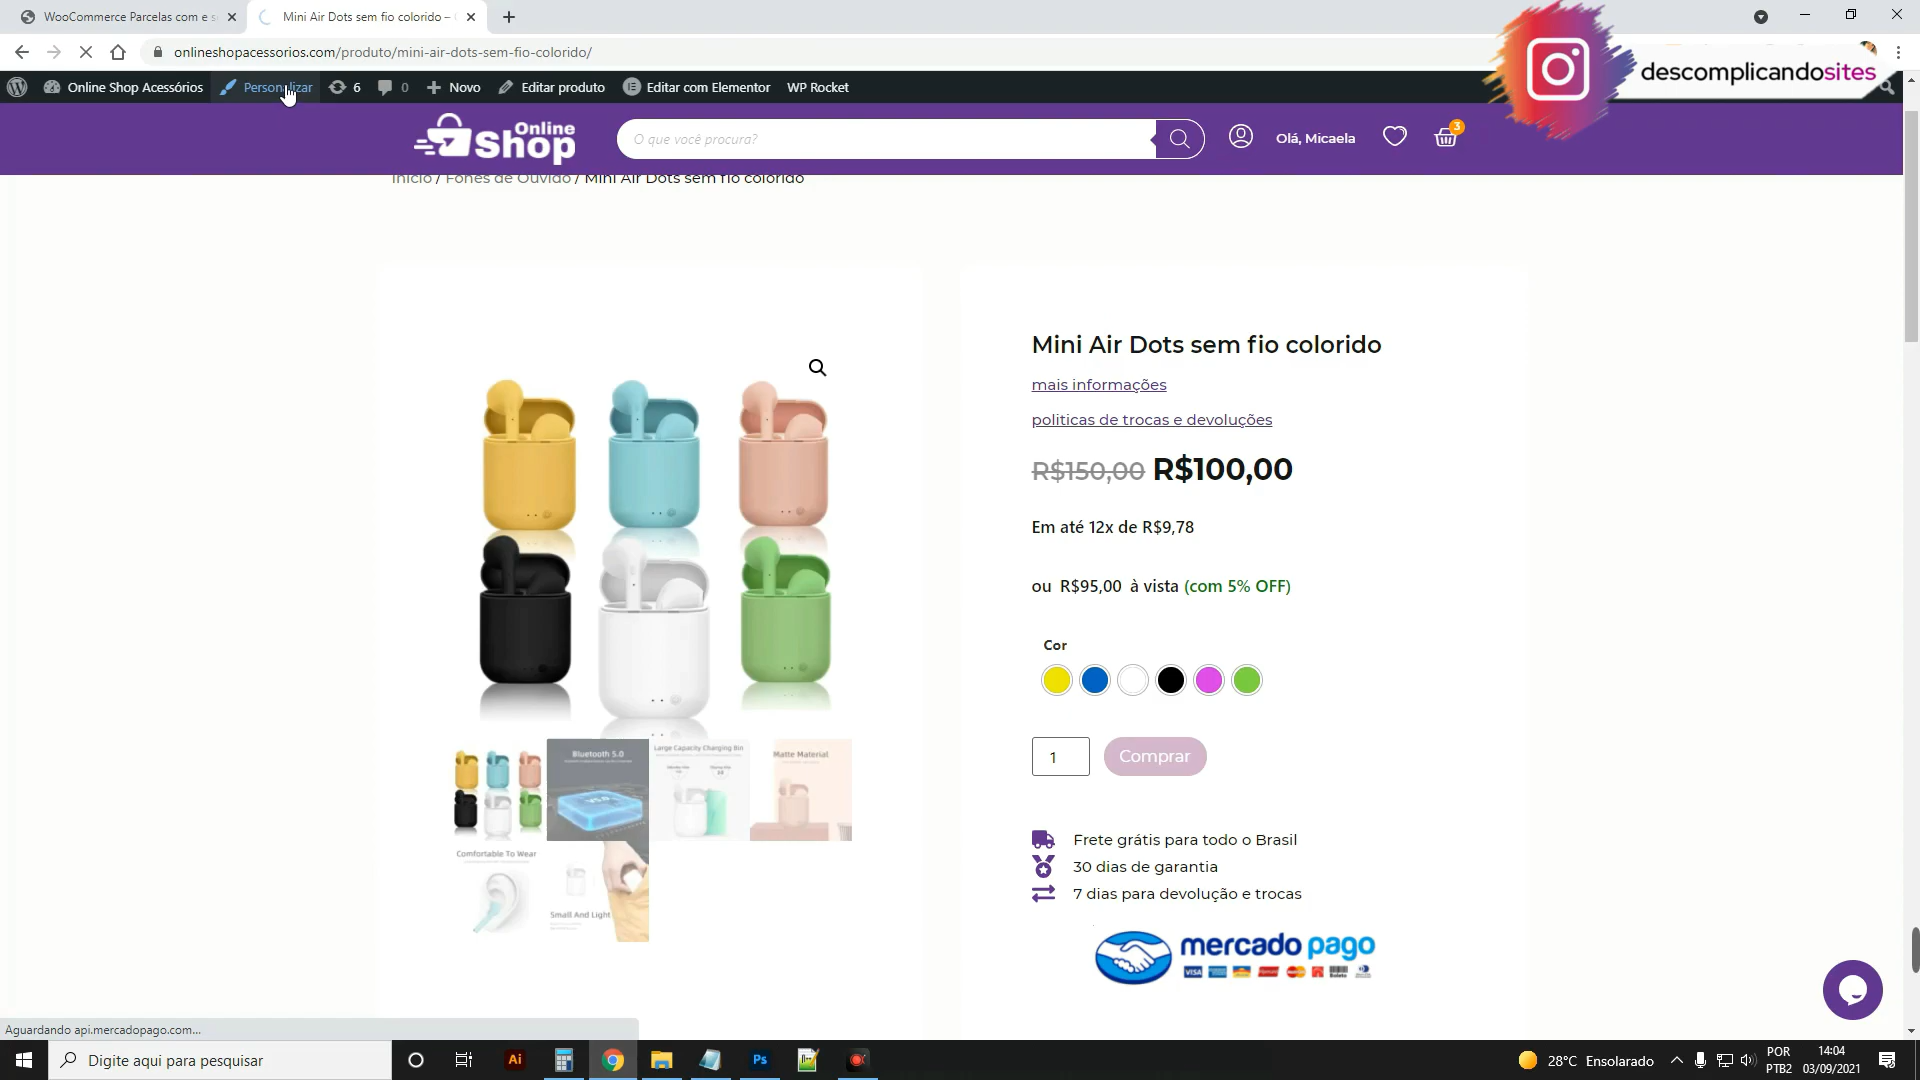 WooCommerce Parcelas com e s
Mini Air Dots sem fio colorido –
onlineshopacessorios.com/produto/mini-air-dots-sem-fio-colorido/
Online Shop Acessórios
Personalizar
6
0
Novo
Editar produto
Editar com Elementor
WP Rocket
descomplicandosites
Online
Shop
O que você procura?
Olá, Micaela
3
Início / Fones de Ouvido / Mini Air Dots sem fio colorido
Mini Air Dots sem fio colorido
mais informações
politicas de trocas e devoluções
R$150,00 R$100,00
Em até 12x de R$9,78
ou R$95,00 à vista (com 5% OFF)
Cor
1
Comprar
Bluetooth 5.0
V5.0
Large Capacity Charging Bin
Matte Material
Comfortable To Wear
Small And Light
Frete grátis para todo o Brasil
30 dias de garantia
7 dias para devolução e trocas
mercado pago
VISA
Aguardando api.mercadopago.com...
Digite aqui para pesquisar
Ai
Ps
28°C Ensolarado
POR
PTB2
14:04
03/09/2021